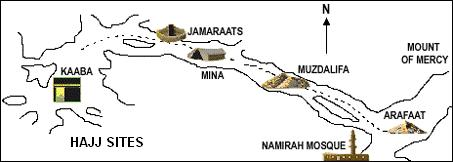 N
JAMARAATS
KAABA
MINA
MUZDALIFA
MOUNT
OF
MERCY
ARAFAAT
HAJJ SITES
NAMIRAH MOSQUE